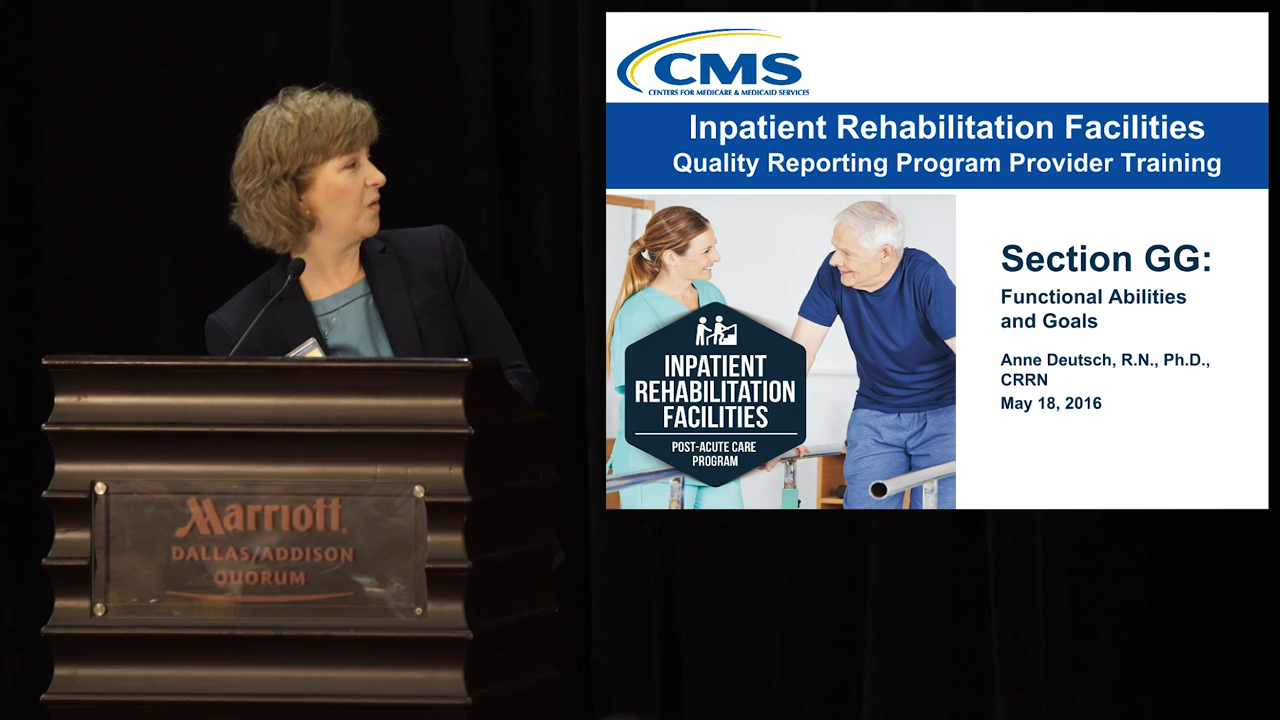 CMS
CENTERS FOR MEDICARE & MEDICAID SERVICES
Inpatient Rehabilitation Facilities
Quality Reporting Program Provider Training
Section GG:
Functional Abilities
and Goals
Anne Deutsch, R.N., Ph.D.,
CRRN
May 18, 2016
INPATIENT
REHABILITATION
FACILITIES
POST-ACUTE CARE
PROGRAM
Marriott
DALLAS/ADDISON
QUORUM